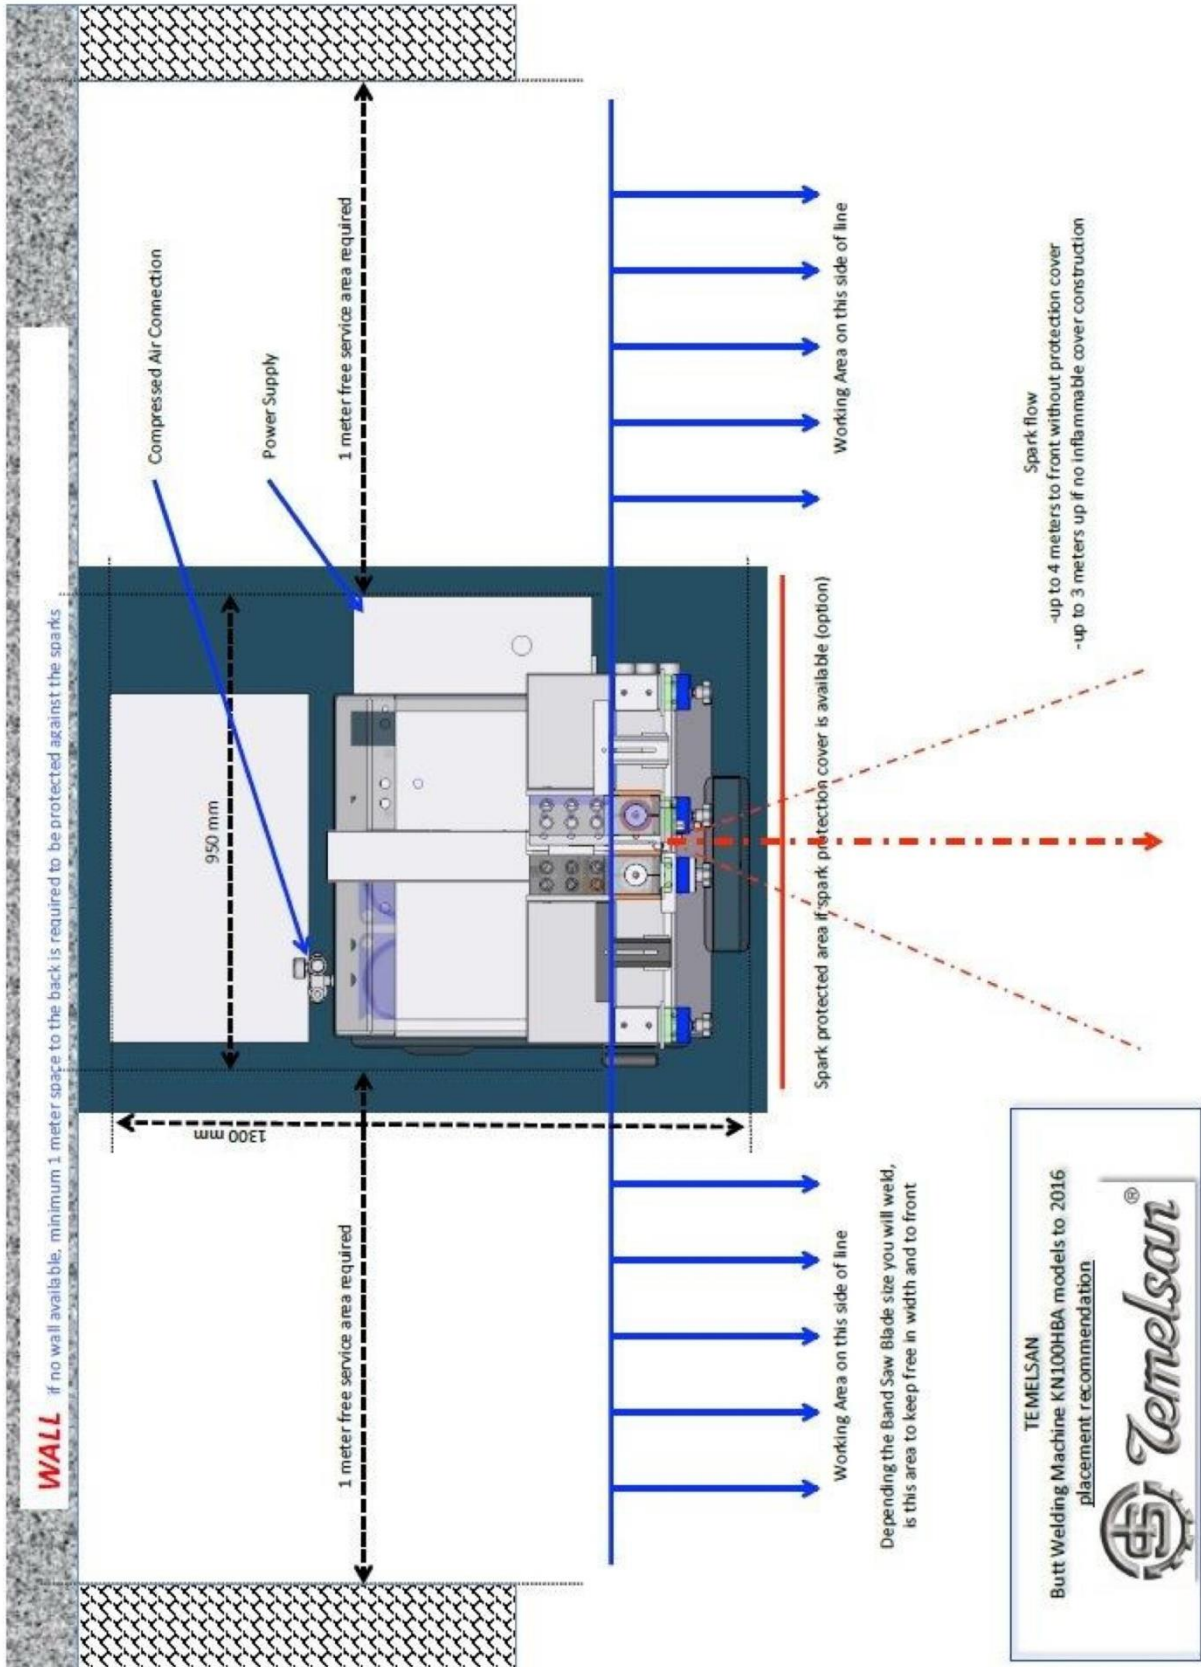 WALL if no wall available, minimum 1 meter space to the back is required to be protected against the sparks
Compressed Air Connection
Power Supply
950 mm
1 meter free service area required
1 meter free service area required
1300 mm
Working Area on this side of line
Working Area on this side of line
Spark protected area if spark protection cover is available (option)
Depending the Band Saw Blade size you will weld,
is this area to keep free in width and to front
Spark flow
-up to 4 meters to front without protection cover
-up to 3 meters up if no inflammable cover construction
TEMELSAN
Butt Welding Machine KN100HBA models to 2016
placement recommendation
Temelsan®